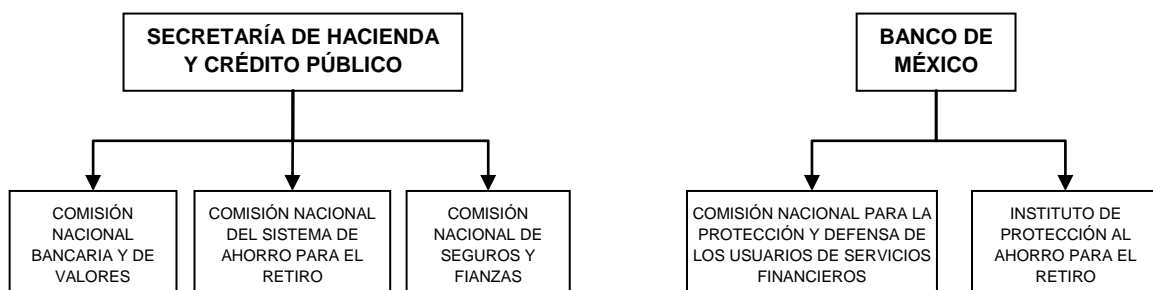 SECRETARÍA DE HACIENDA
Y CRÉDITO PÚBLICO
BANCO DE
MÉXICO
COMISIÓN
NACIONAL
BANCARIA Y DE
VALORES
COMISIÓN NACIONAL
DEL SISTEMA DE
AHORRO PARA EL
RETIRO
COMISIÓN
NACIONAL DE
SEGUROS Y
FIANZAS
COMISIÓN NACIONAL PARA LA
PROTECCIÓN Y DEFENSA DE
LOS USUARIOS DE SERVICIOS
FINANCIEROS
INSTITUTO DE
PROTECCIÓN AL
AHORRO PARA EL
RETIRO